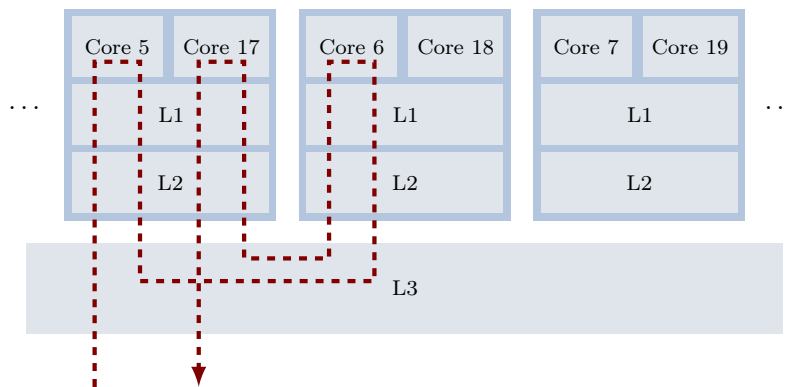 Core 5 Core 17 Core 6 Core 18 Core 7 Core 19
... L1 L1 L1 ..
L2 L2 L2
L3